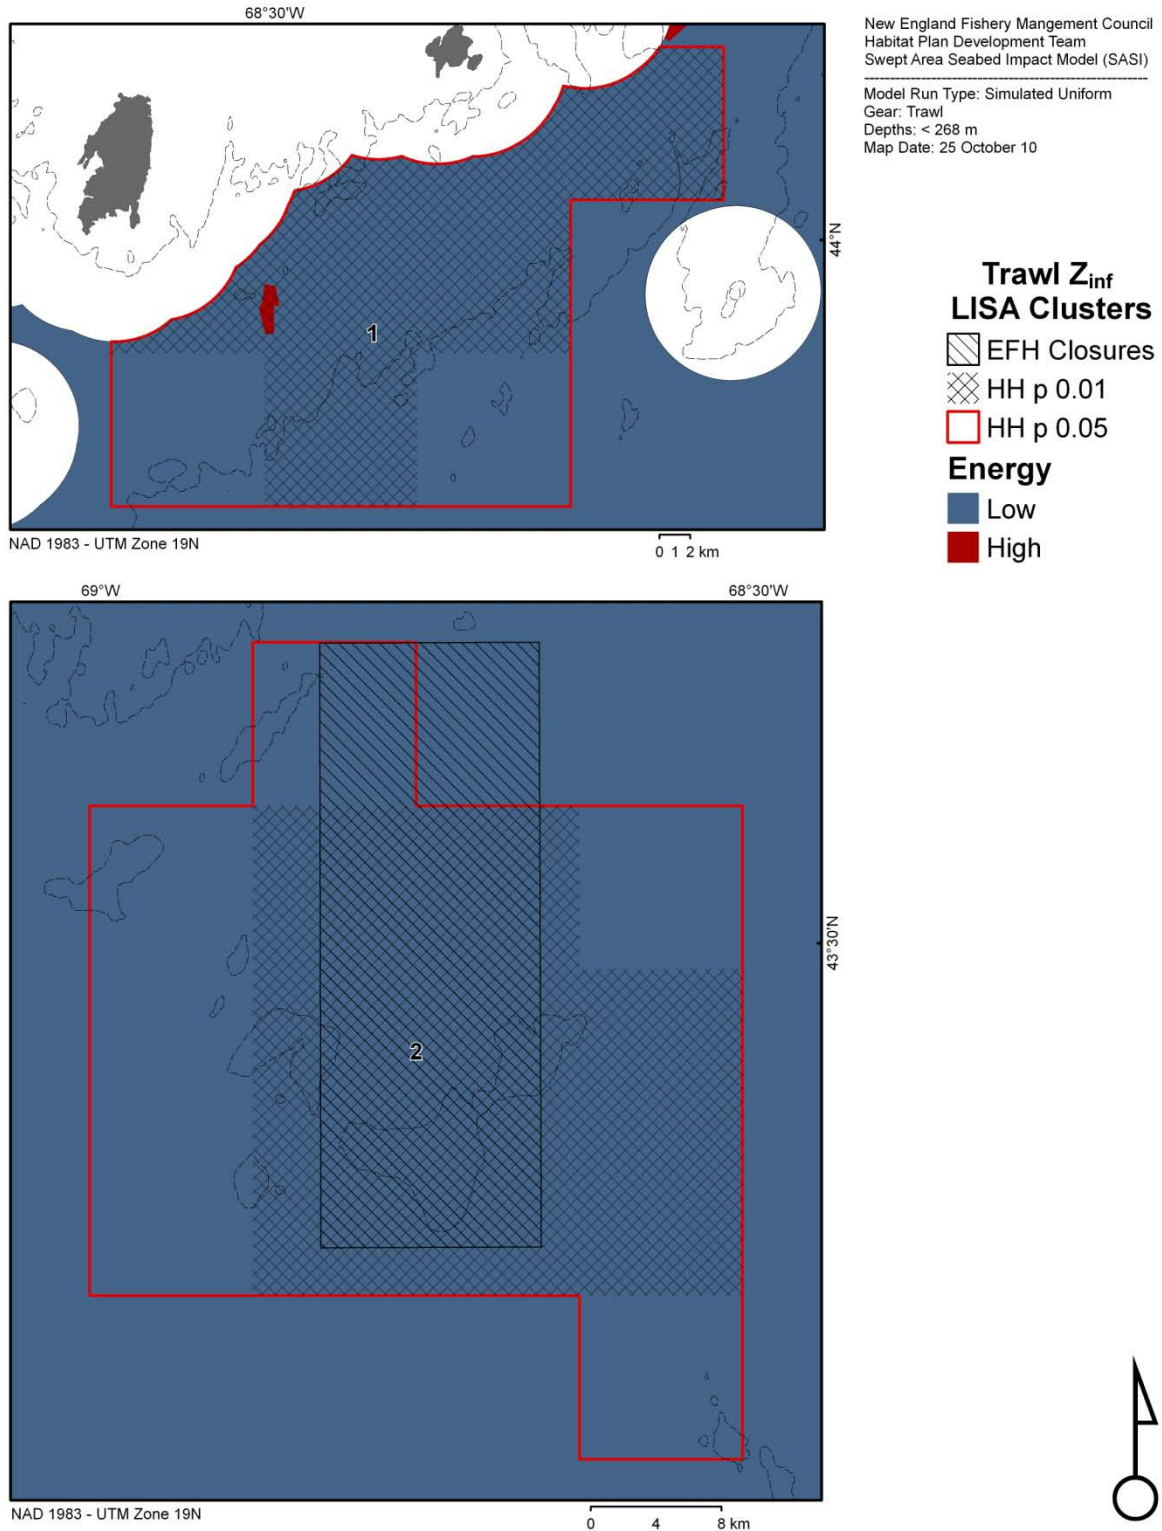 68°30'W
New England Fishery Mangement Council
Habitat Plan Development Team
Swept Area Seabed Impact Model (SASI)
Model Run Type: Simulated Uniform
Gear: Trawl
Depths: < 268 m
Map Date: 25 October 10
44°N
1
Trawl Zinf
LISA Clusters
EFH Closures
HH p 0.01
HH p 0.05
Energy
Low
High
NAD 1983 - UTM Zone 19N
0 1 2 km
69°W
68°30'W
43°30'N
2
NAD 1983 - UTM Zone 19N
0 4 8 km